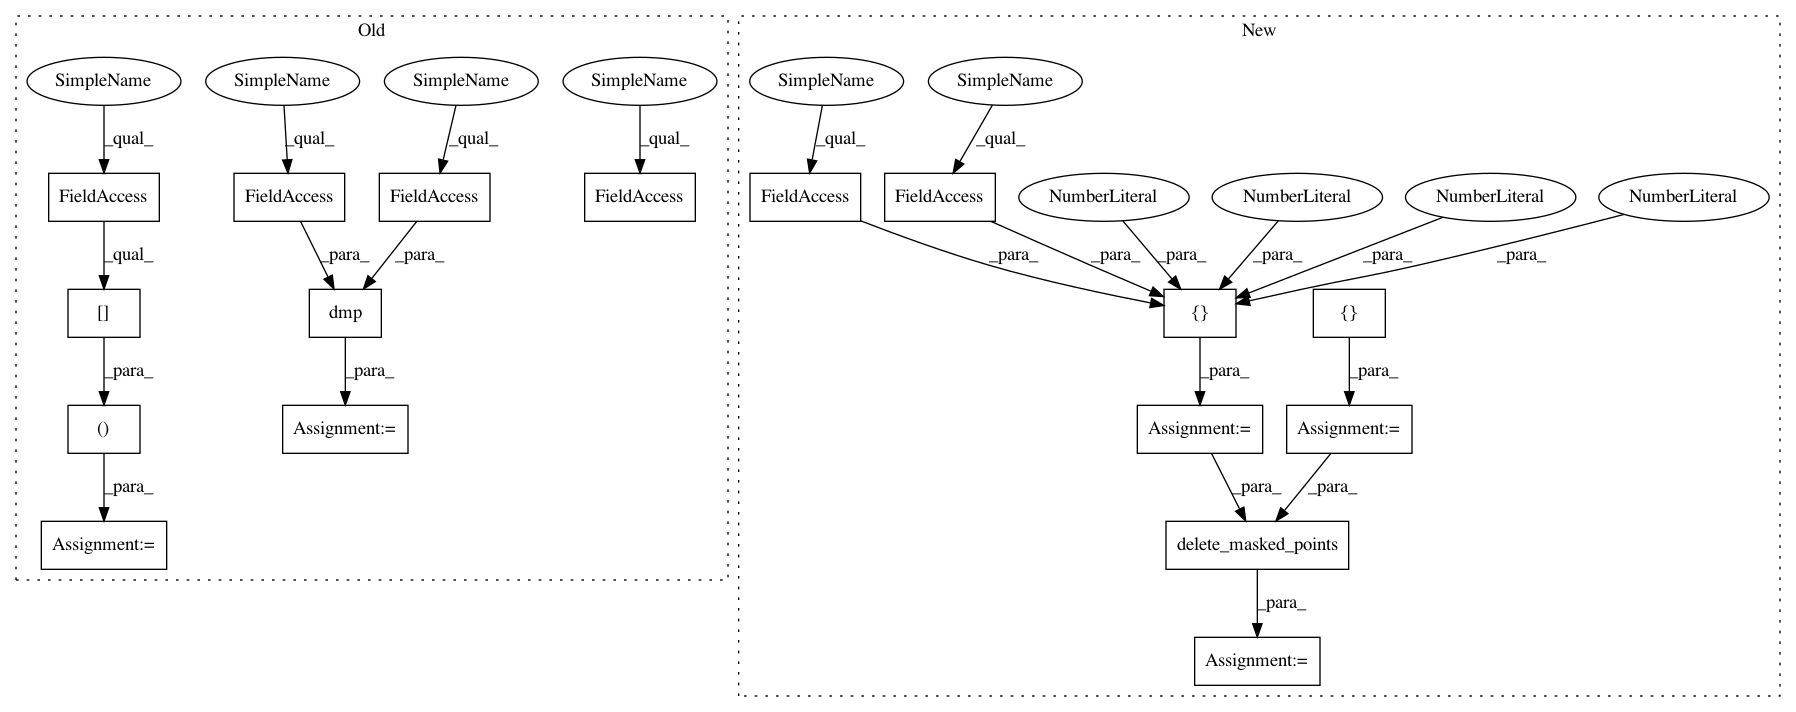 Old
New
SimpleName
SimpleName
SimpleName
SimpleName
SimpleName
SimpleName
_qual_
_qual_
_qual_
_qual_
_qual_
_qual_
FieldAccess
FieldAccess
FieldAccess
FieldAccess
FieldAccess
FieldAccess
NumberLiteral
NumberLiteral
NumberLiteral
NumberLiteral
_qual_
_para_
_para_
_para_
_para_
_para_
_para_
_para_
_para_
[]
dmp
{}
{}
_para_
_para_
_para_
_para_
()
Assignment:=
Assignment:=
Assignment:=
_para_
_para_
_para_
Assignment:=
delete_masked_points
_para_
Assignment:=